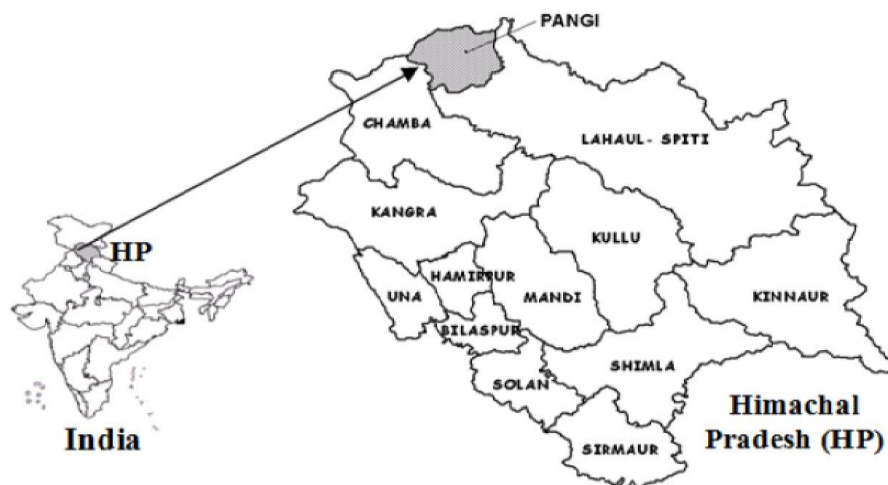 PANGI
CHAMBA
LAHAUL- SPITI
KANGRA
HP
KULLU
HAMIRPUR
UNA
MANDI
KINNAUR
BILASPUR
SHIMLA
SOLAN
Himachal
Pradesh (HP)
India
SIRMAUR